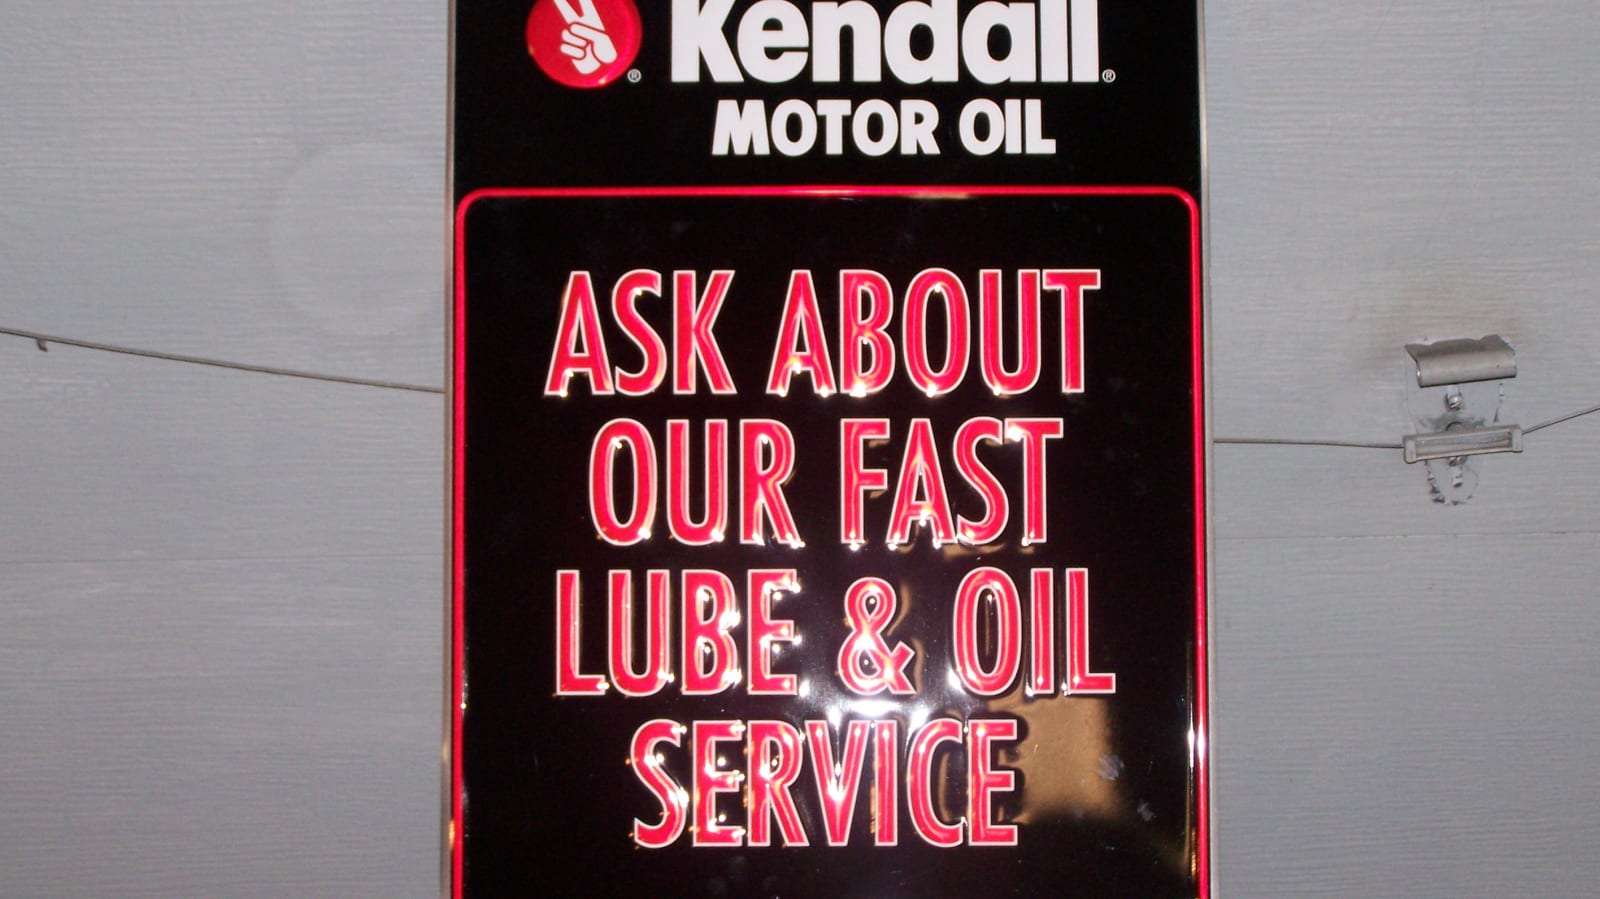 Kendall®
MOTOR OIL
ASK ABOUT
OUR FAST
LUBE & OIL
SERVICE